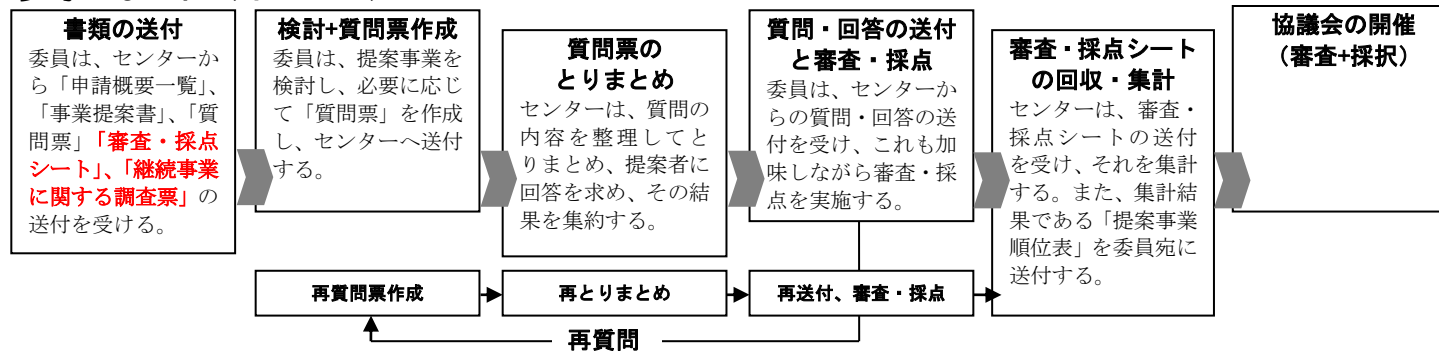 書類の送付
委員は、センターか
ら「申請概要一覧」、
「事業提案書」、「質
問票」「審査・採点
シート」、「継続事業
に関する調査票」の
送付を受ける。
検討+質問票作成
委員は、提案事業を
検討し、必要に応じ
て「質問票」を作成
し、センターへ送付
する。
質問票の
とりまとめ
センターは、質問の
内容を整理してと
りまとめ、提案者に
回答を求め、その結
果を集約する。
質問・回答の送付
と審査・採点
委員は、センターか
らの質問・回答の送
付を受け、これも加
味しながら審査・採
点を実施する。
審査・採点シート
の回収・集計
センターは、審査・
採点シートの送付
を受け、それを集計
する。また、集計結
果である「提案事業
順位表」を委員宛に
送付する。
協議会の開催
（審査+採択）
再質問票作成
再とりまとめ
再送付、審査・採点
再質問